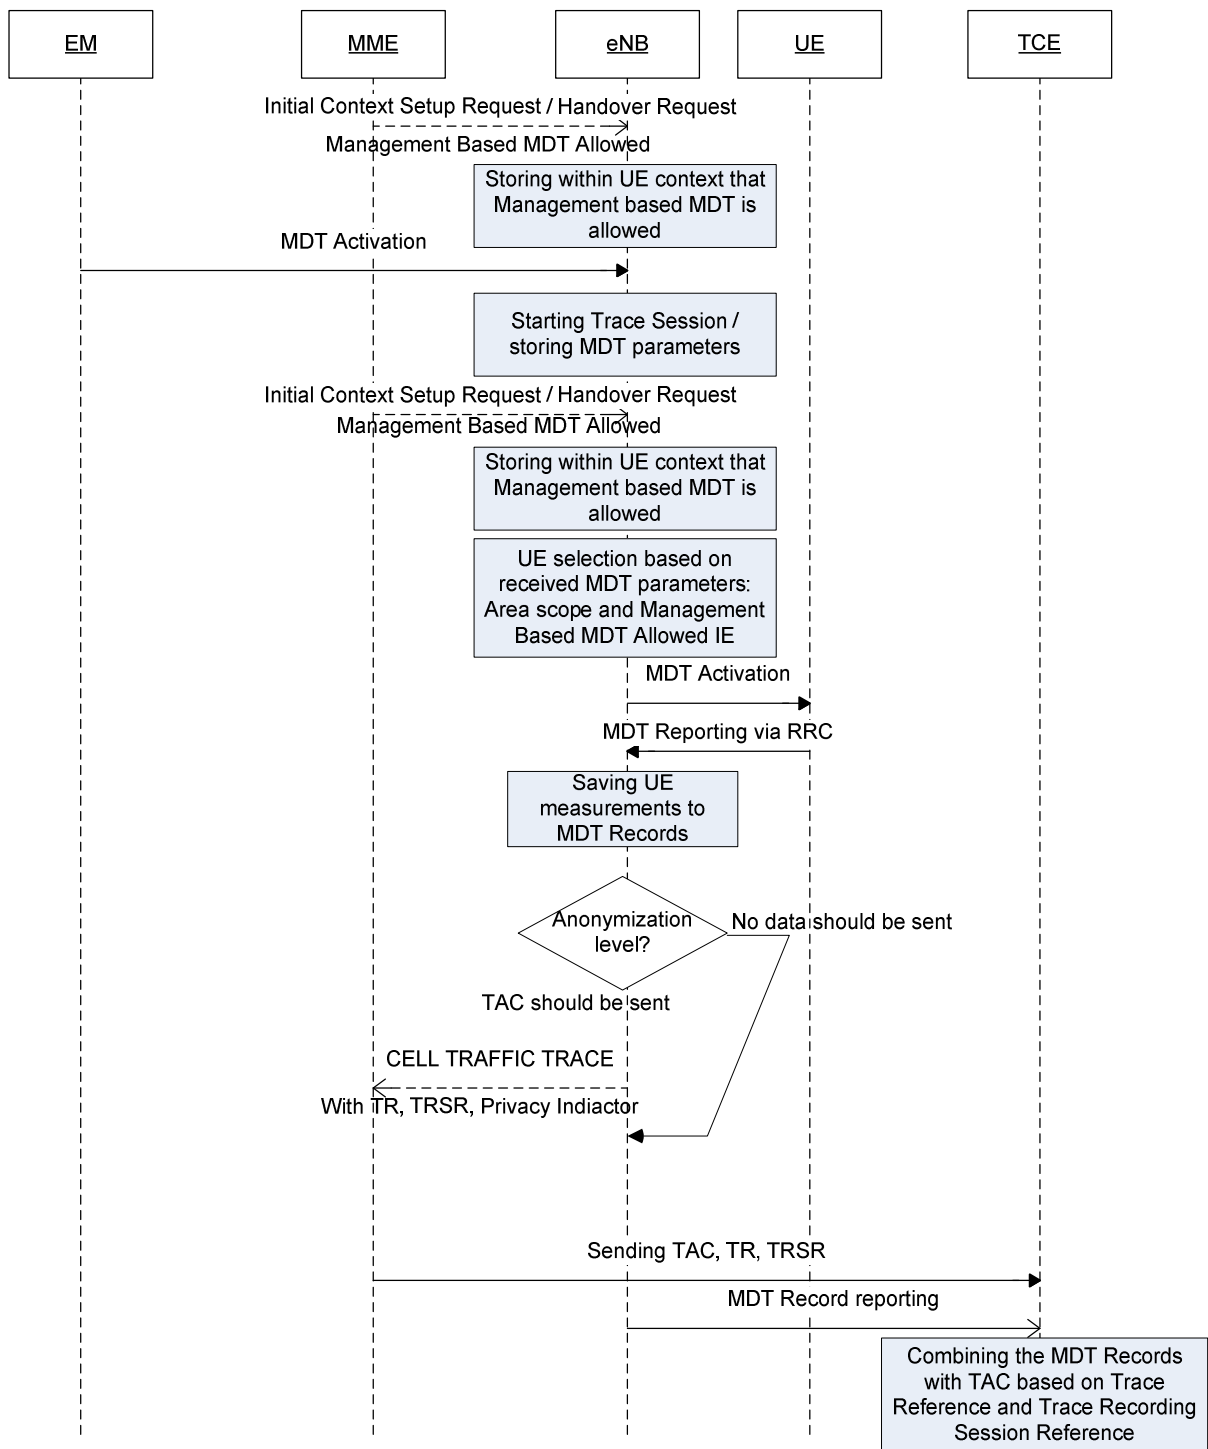 EM
MME
eNB
UE
TCE
Initial Context Setup Request / Handover Request
Management Based MDT Allowed
Storing within UE context that
Management based MDT is
allowed
MDT Activation
Starting Trace Session /
storing MDT parameters
Initial Context Setup Request / Handover Request
Management Based MDT Allowed
Storing within UE context that
Management based MDT is
allowed
UE selection based on
received MDT parameters:
Area scope and Management
Based MDT Allowed IE
MDT Activation
MDT Reporting via RRC
Saving UE
measurements to
MDT Records
Anonymization
level?
No data should be sent
TAC should be sent
CELL TRAFFIC TRACE
With TR, TRSR, Privacy Indiactor
Sending TAC, TR, TRSR
MDT Record reporting
Combining the MDT Records
with TAC based on Trace
Reference and Trace Recording
Session Reference